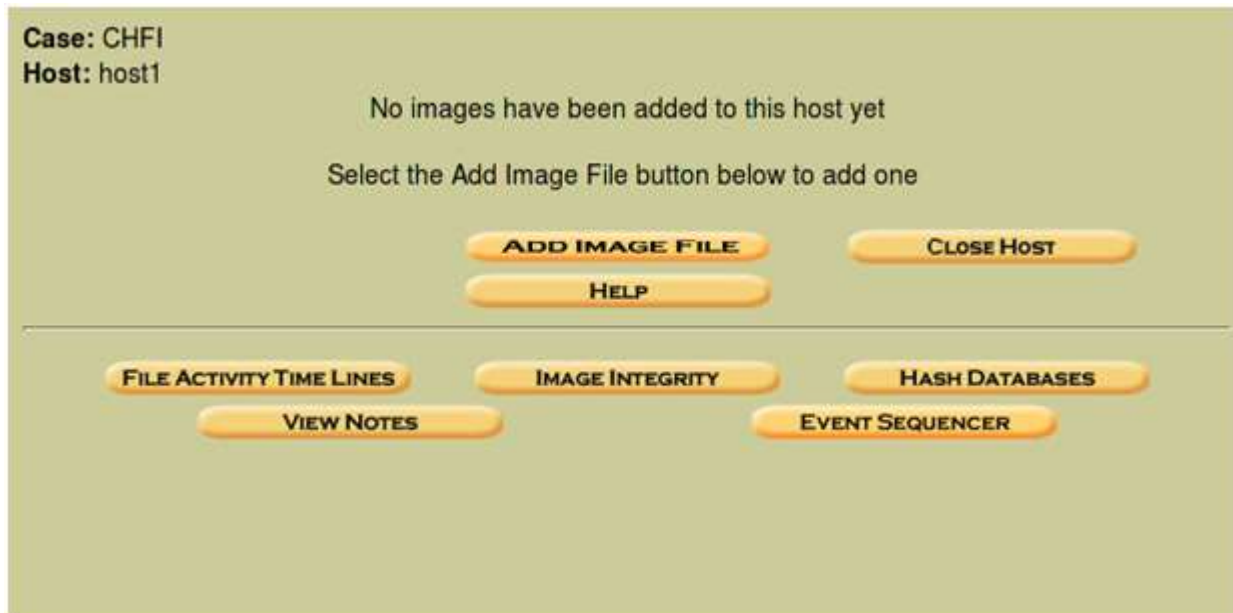 Case: CHFI
Host: host1
No images have been added to this host yet
Select the Add Image File button below to add one
ADD IMAGE FILE
CLOSE HOST
HELP
FILE ACTIVITY TIME LINES
IMAGE INTEGRITY
HASH DATABASES
VIEW NOTES
EVENT SEQUENCER